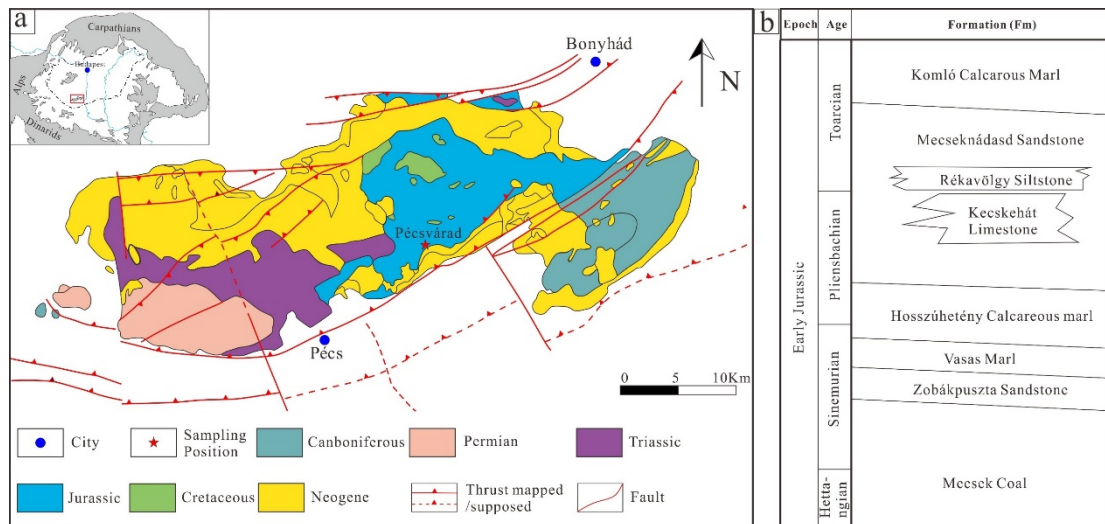 a
Carpathians
Budapes
Alps
Dinarids
Bonyhád
N
Pécsvárad
Pécs
0 5 10Km
City
Sampling
Position
Canboniferous
Permian
Triassic
Jurassic
Cretaceous
Neogene
Thrust mapped
/supposed
Fault
b
Epoch Age Formation (Fm)
Early Jurassic
Toarcian
Pliensbachian
Sinemurian
Hetta-
ngian
Komló Calcarous Marl
Mecseknádasd Sandstone
Rékavölgy Siltstone
Kecskehát
Limestone
Hosszúhetény Calcareous marl
Vasas Marl
Zobákpuszta Sandstone
Mecsek Coal